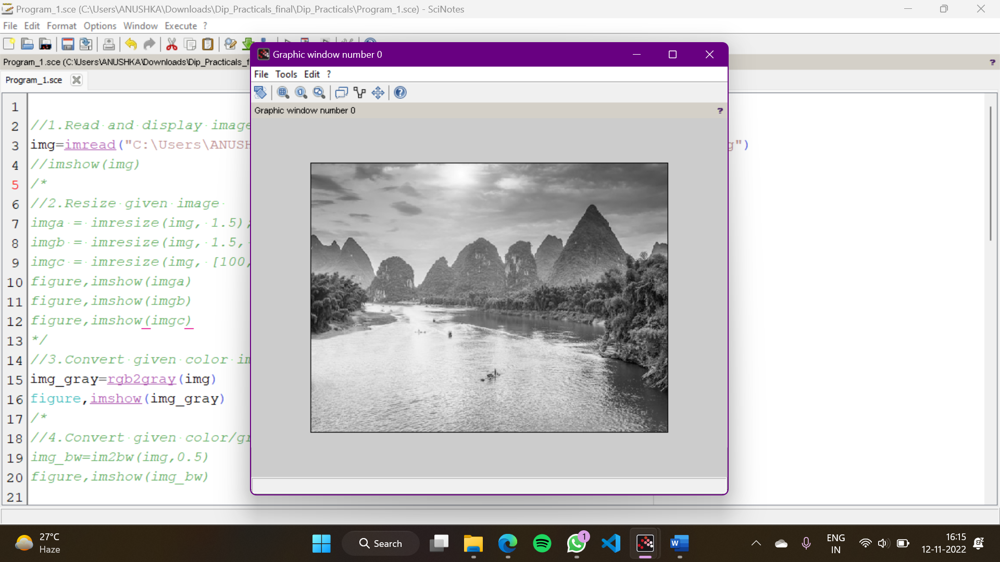 Program_1.sce (C:\Users\ANUSHKA\Downloads\Dip_Practicals_final\Dip_Practicals\Program_1.sce) - SciNotes
File Edit Format Options Window Execute ?
Program_1.sce (C:\Users\ANUSHKA\Downloads\Dip_Practicals_f
?
Program_1.sce
1
2 //1.Read and display image
3 img=imread("C:\Users\ANUSH g")
4 //imshow(img)
5 /*
6 //2.Resize given image
7 imga = imresize(img, 1.5);
8 imgb = imresize(img, 1.5,
9 imgc = imresize(img, [100,
10 figure,imshow(imga)
11 figure,imshow(imgb)
12 figure,imshow(imgc)
13 */
14 //3.Convert given color im
15 img_gray=rgb2gray(img)
16 figure,imshow(img_gray)
17 /*
18 //4.Convert given color/gr
19 img_bw=im2bw(img,0.5)
20 figure,imshow(img_bw)
21
Graphic window number 0
File Tools Edit ?
Graphic window number 0
?
27°C
Haze
Search
1
W
ENG
IN
16:15
12-11-2022